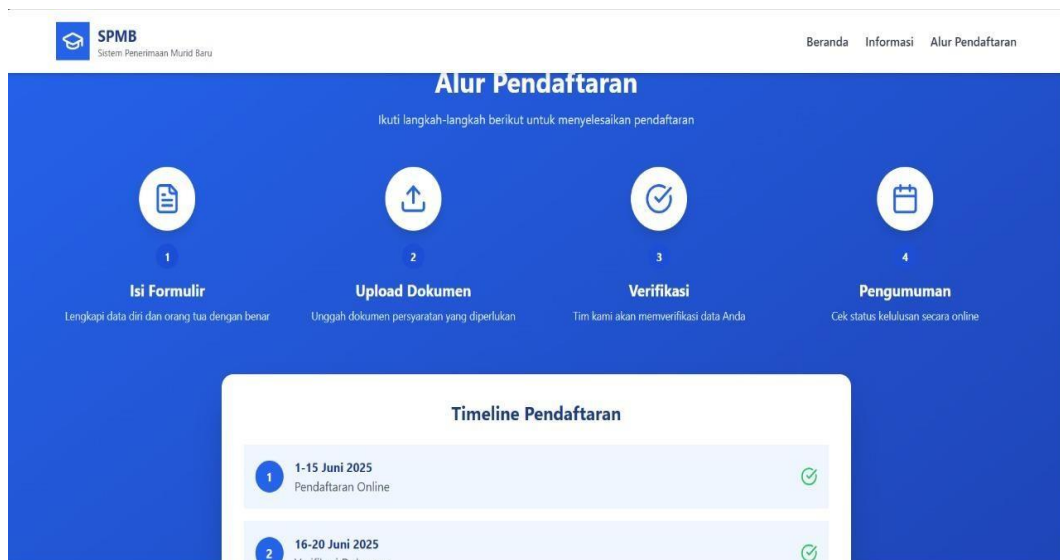 SPMB
Sistem Penerimaan Murid Baru
Beranda Informasi Alur Pendaftaran
Alur Pendaftaran
Ikuti langkah-langkah berikut untuk menyelesaikan pendaftaran
1
Isi Formulir
Lengkapi data diri dan orang tua dengan benar
2
Upload Dokumen
Unggah dokumen persyaratan yang diperlukan
3
Verifikasi
Tim kami akan memverifikasi data Anda
4
Pengumuman
Cek status kelulusan secara online
Timeline Pendaftaran
1
1-15 Juni 2025
Pendaftaran Online
2
16-20 Juni 2025